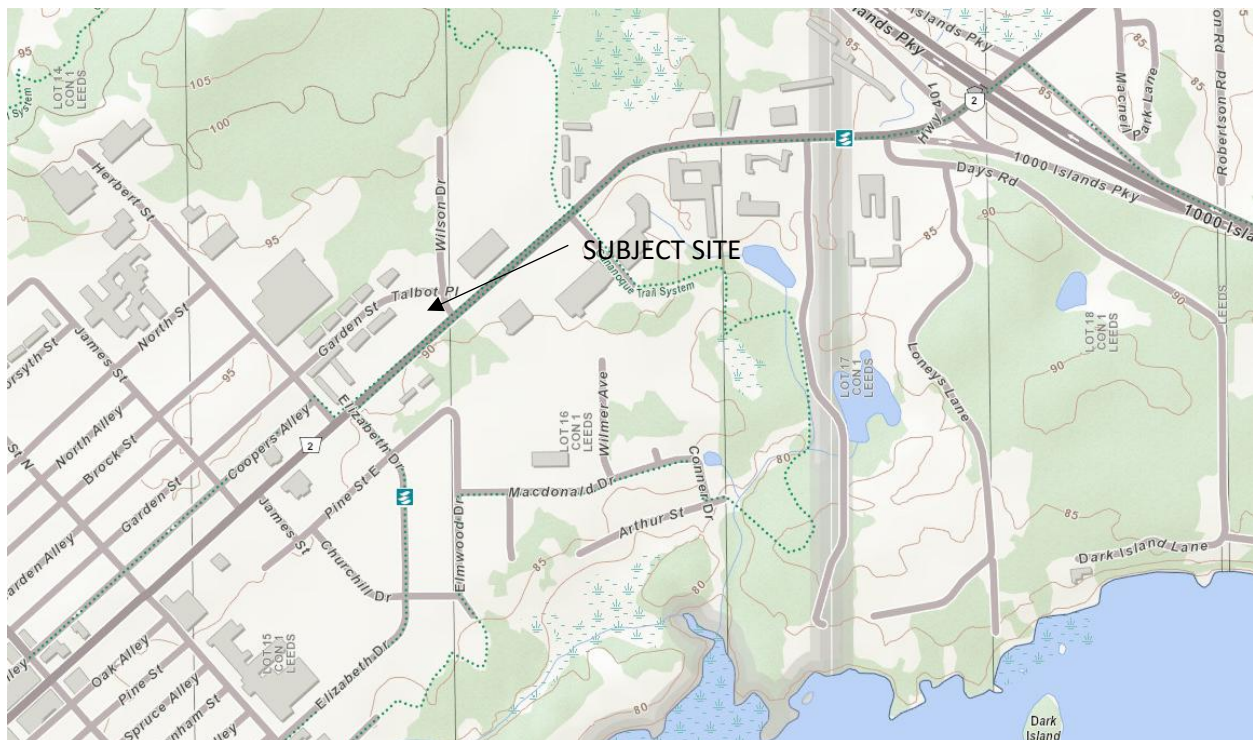 95
105
100
LOT 14
CON 1
LEEDS
System
Herbert St
95
Wilson Dr
85
Islands Pky
Islands Pky
85
2
Hwy 401
Macneil P
Park Lane
Robertson Rd
1000 Islands Pky
Days Rd
90
85
LEEDS
SUBJECT SITE
Trail System
Talbot Pl
Garden St
North St
James St
95
90
Forsyth St
LOT 17
CON 1
LEEDS
LOT 18
CON 1
LEEDS
Loneys Lane
90
LOT 16
CON 1
LEEDS
Wilmer Ave
Elizabeth Dr
Coopers Alley
2
North Alley
Brock St
Garden St
St N
Pine St E
80
Macdonald Dr
Conner Dr
Arthur St
Elmwood Dr
James St
Churchill Dr
85
Dark Island Lane
80
Garden Alley
LOT 15
CON 1
LEEDS
Elizabeth Dr
Oak Alley
Pine St
Spruce Alley
80
Dark
Island